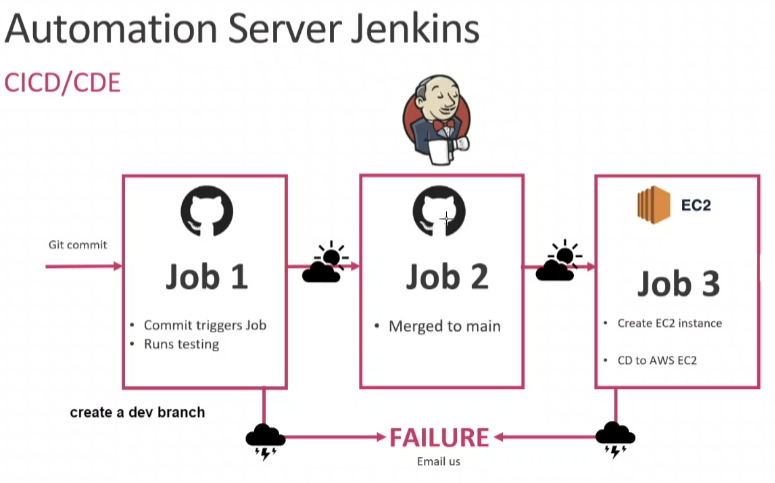 Automation Server Jenkins
CICD/CDE
Git commit
Job 1
• Commit triggers Job
• Runs testing
Job 2
• Merged to main
EC2
Job 3
• Create EC2 instance
• CD to AWS EC2
create a dev branch
FAILURE
Email us